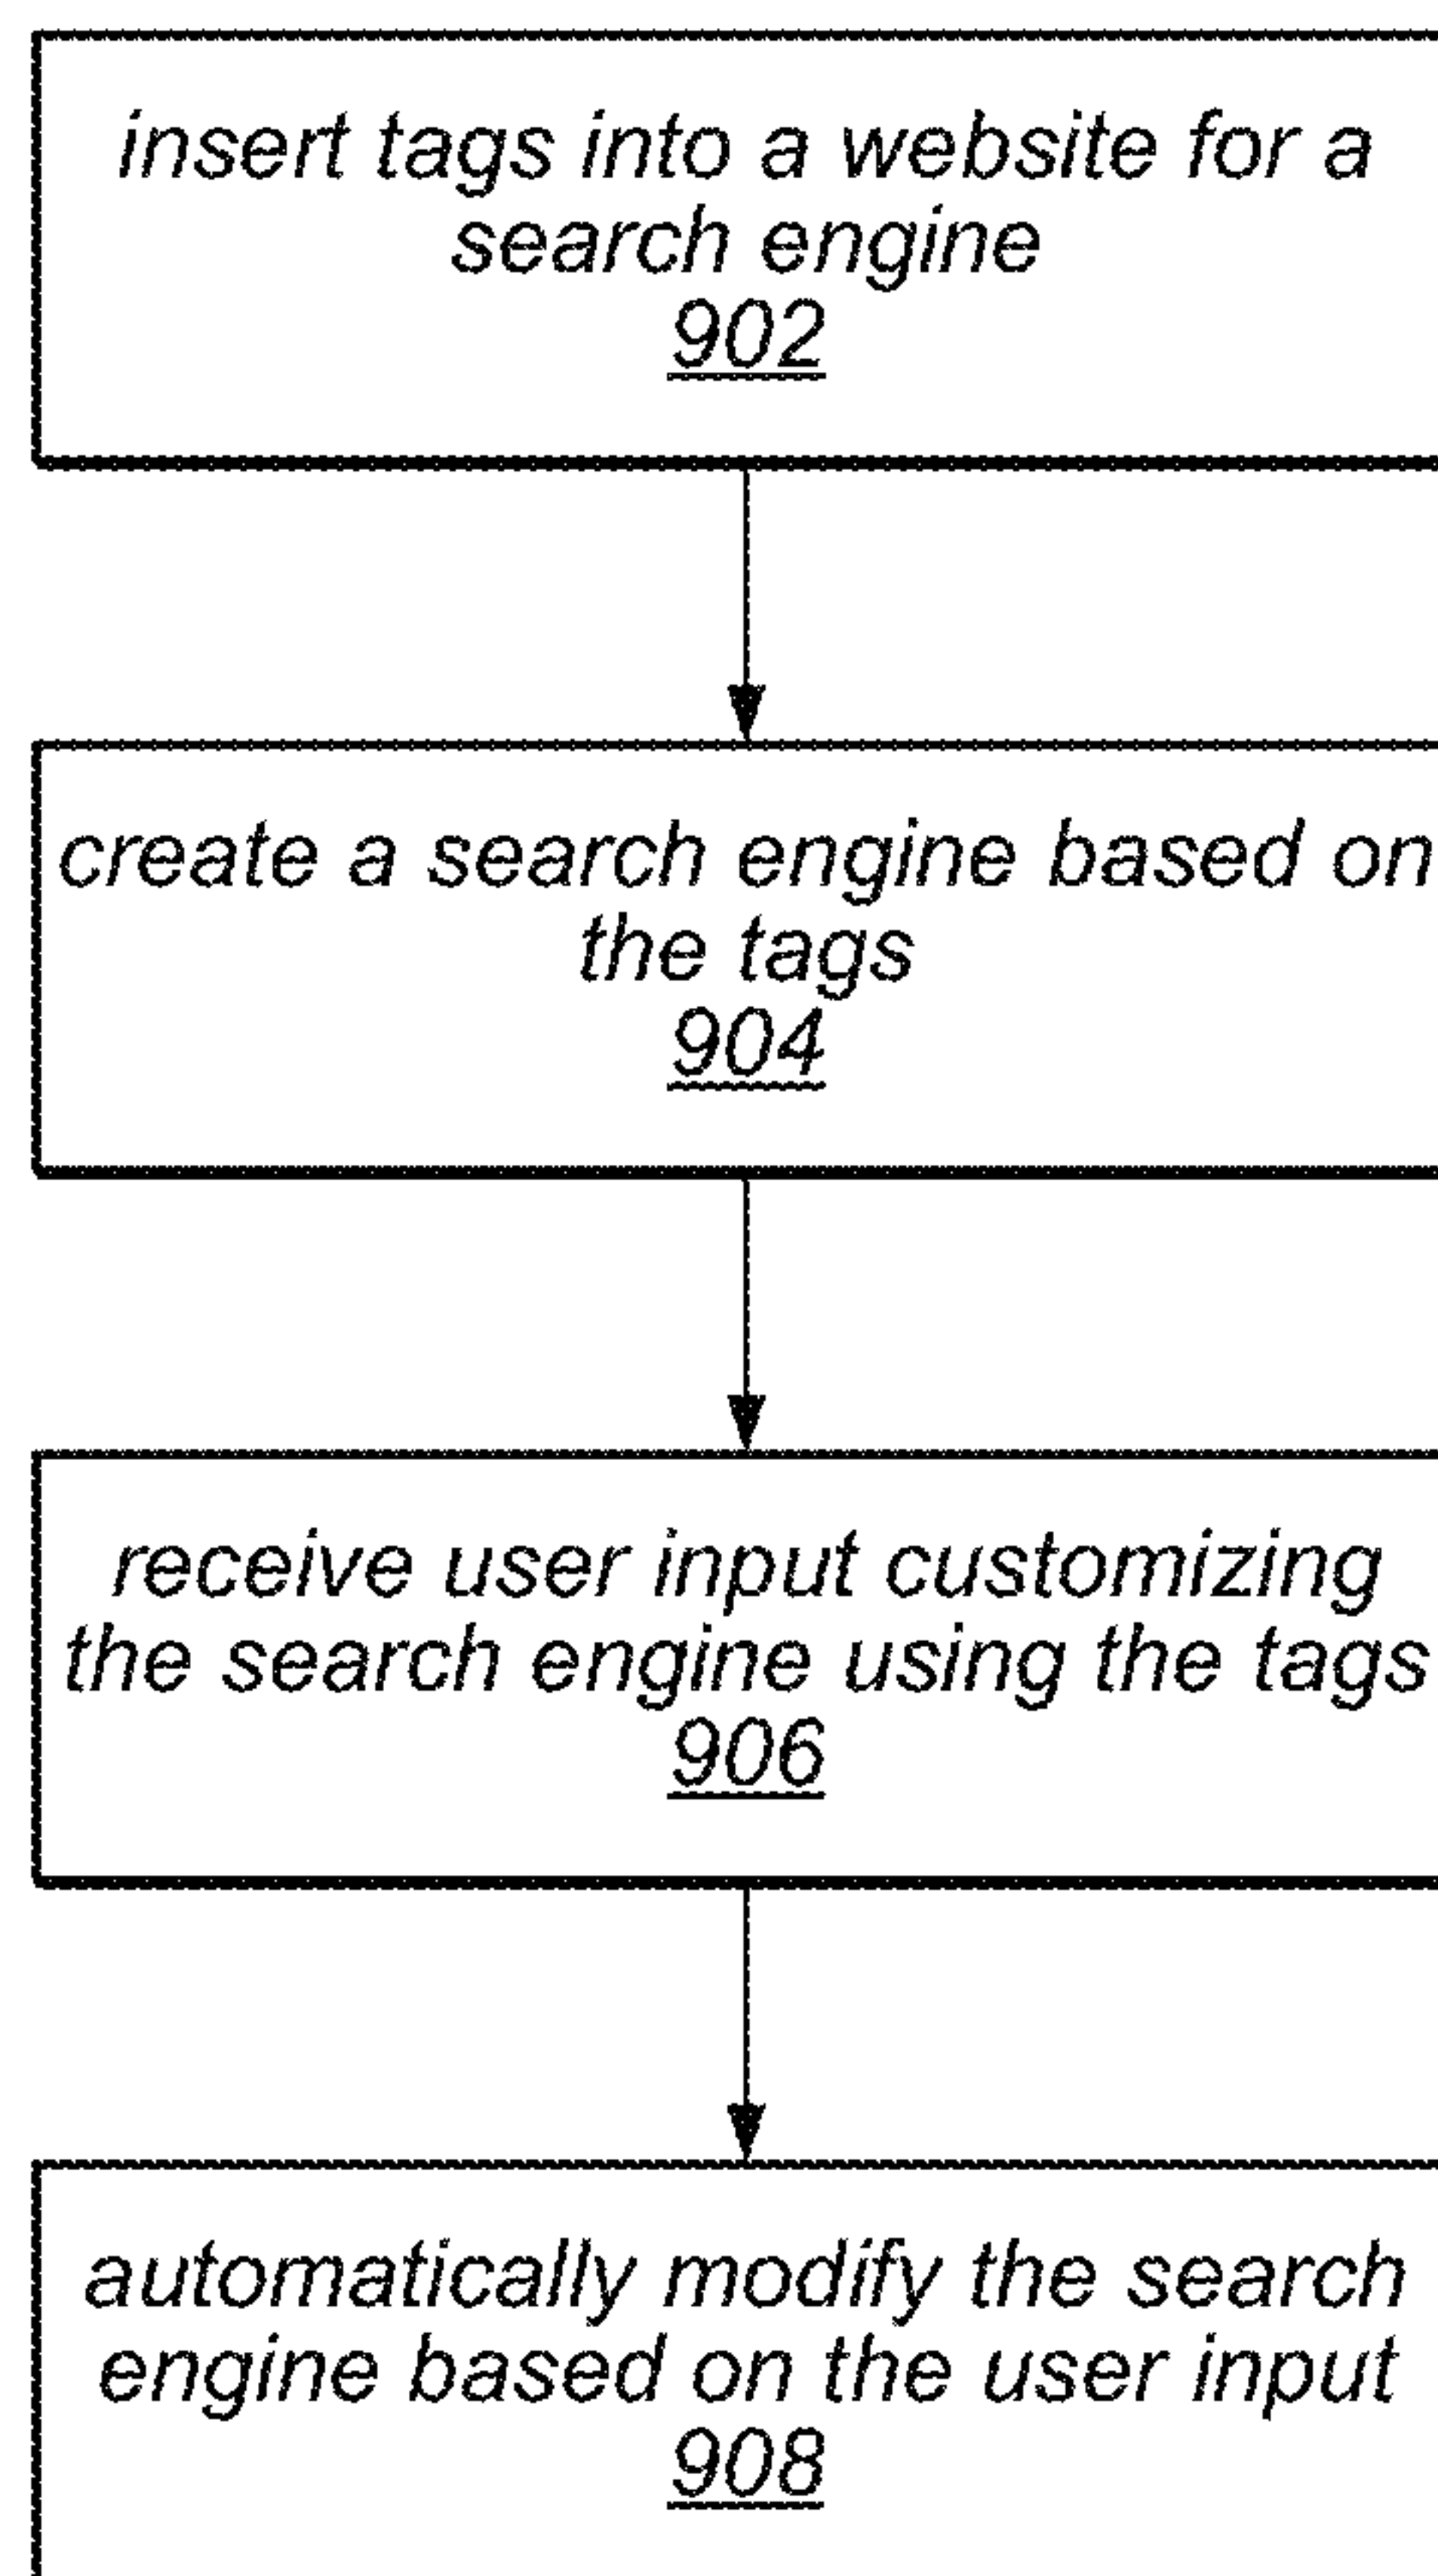 insert tags into a website for a
search engine
902
create a search engine based on
the tags
904
receive user input customizing
the search engine using the tags
906
automatically modify the search
engine based on the user input
908